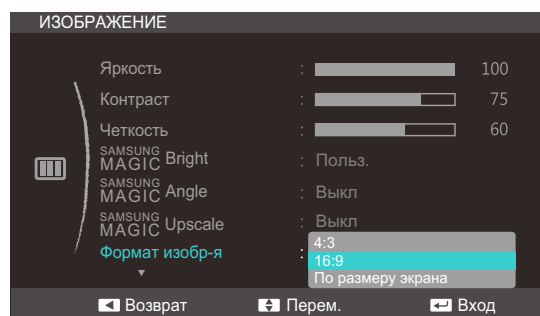 ИЗОБРАЖЕНИЕ
Яркость : 100
Контраст : 75
Четкость : 60
SAMSUNG MAGIC Bright : Польз.
SAMSUNG MAGIC Angle : Выкл
SAMSUNG MAGIC Upscale : Выкл
Формат изобр-я :
4:3
16:9
По размеру экрана
Возврат Перем. Вход